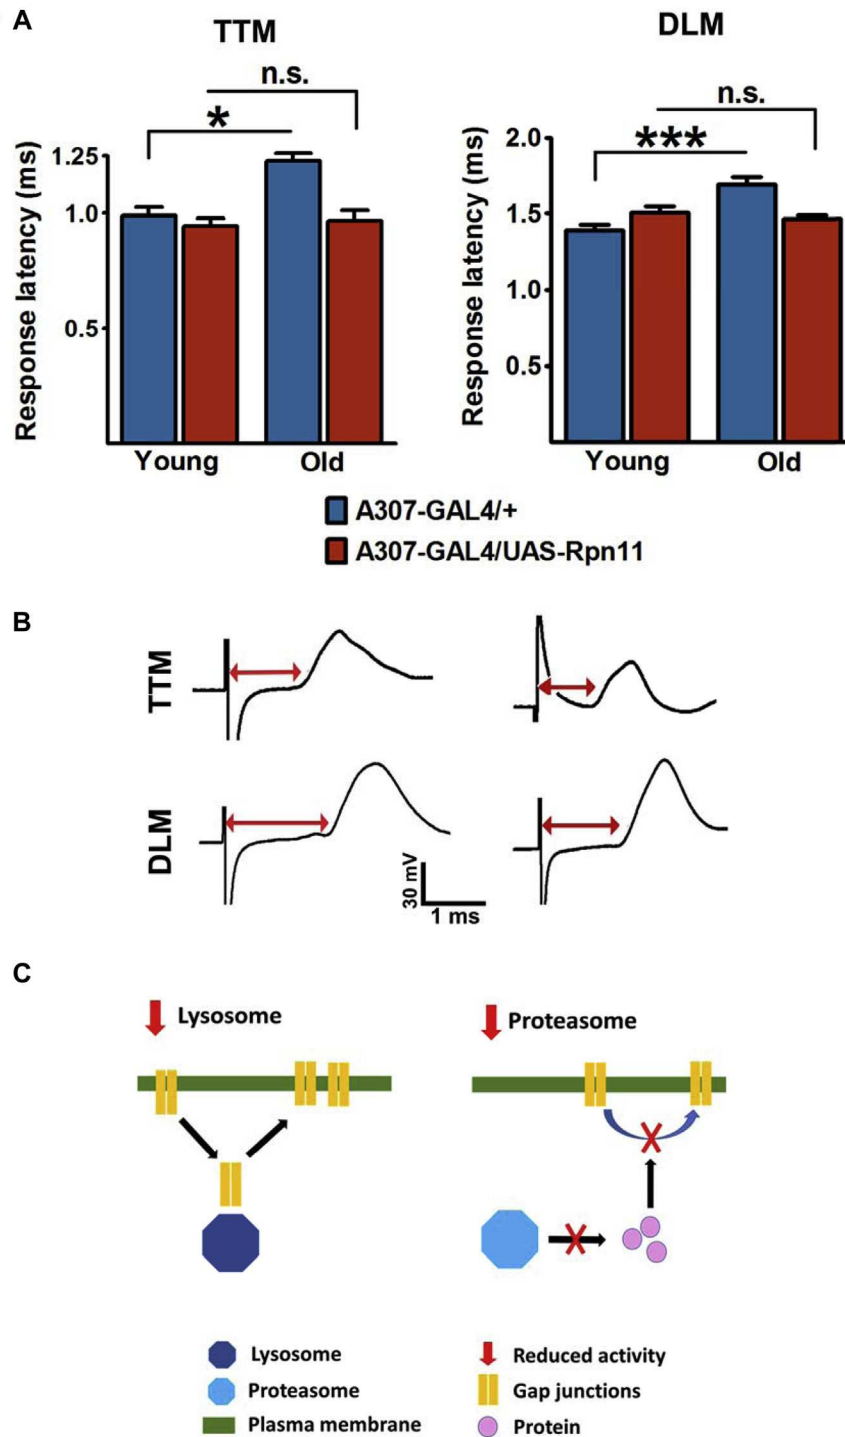 A
TTM
DLM
n.s.
*
Response latency (ms)
1.25
1.0
0.5
Young
Old
n.s.
***
Response latency (ms)
2.0
1.5
1.0
0.5
Young
Old
A307-GAL4/+
A307-GAL4/UAS-Rpn11
B
TTM
DLM
30 mV
1 ms
C
Lysosome
Proteasome
Lysosome
Proteasome
Plasma membrane
Reduced activity
Gap junctions
Protein